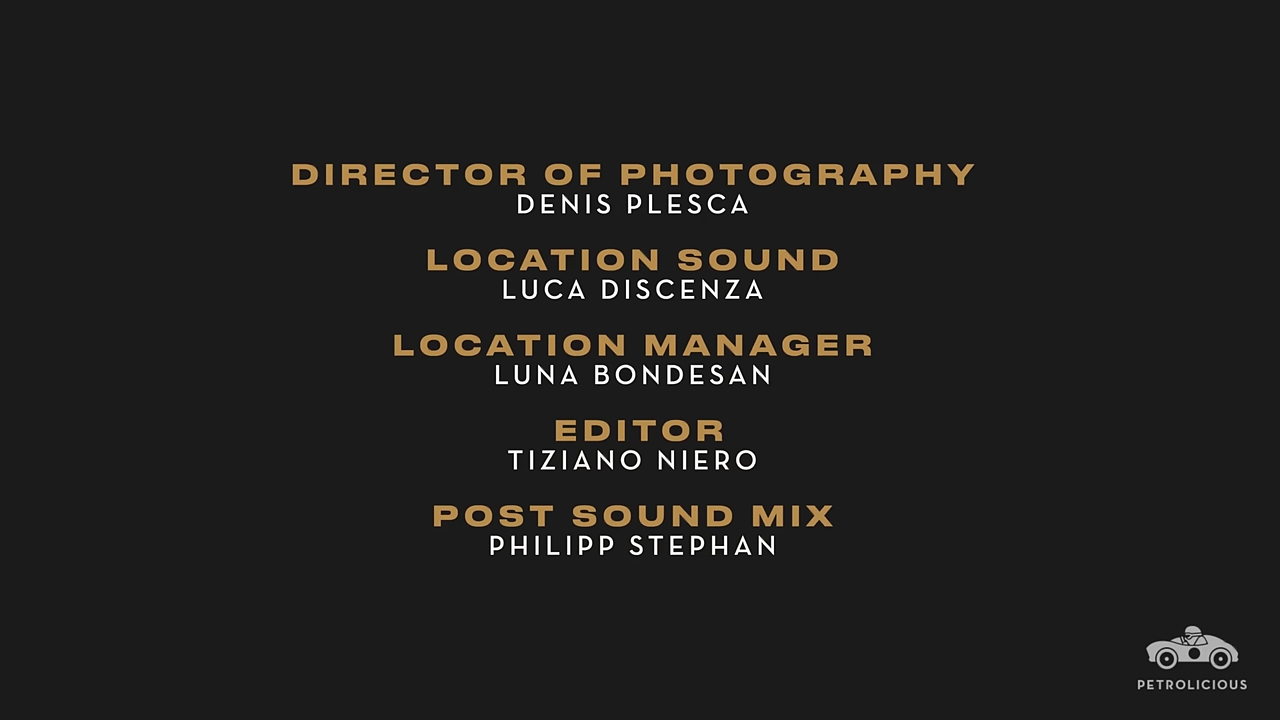 DIRECTOR OF PHOTOGRAPHY
DENIS PLESCA
LOCATION SOUND
LUCA DISCENZA
LOCATION MANAGER
LUNA BONDESAN
EDITOR
TIZIANO NIERO
POST SOUND MIX
PHILIPP STEPHAN
PETROLICIOUS